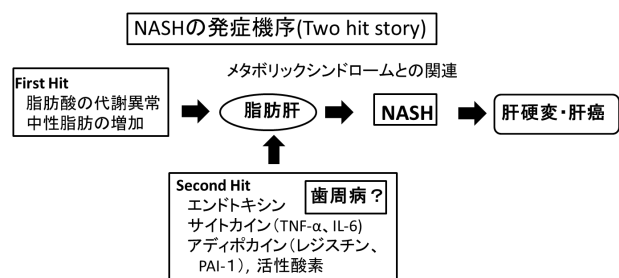 NASHの発症機序(Two hit story)
メタボリックシンドロームとの関連
First Hit
脂肪酸の代謝異常
中性脂肪の増加
脂肪肝
NASH
肝硬変・肝癌
Second Hit
歯周病？
エンドトキシン
サイトカイン（TNF-α、IL-6)
アディポカイン（レジスチン、
PAI-1）, 活性酸素